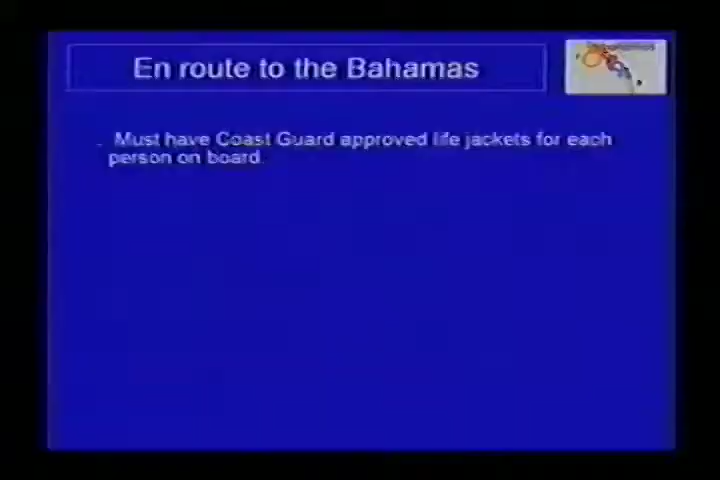 En route to the Bahamas
. Must have Coast Guard approved life jackets for each
person on board.